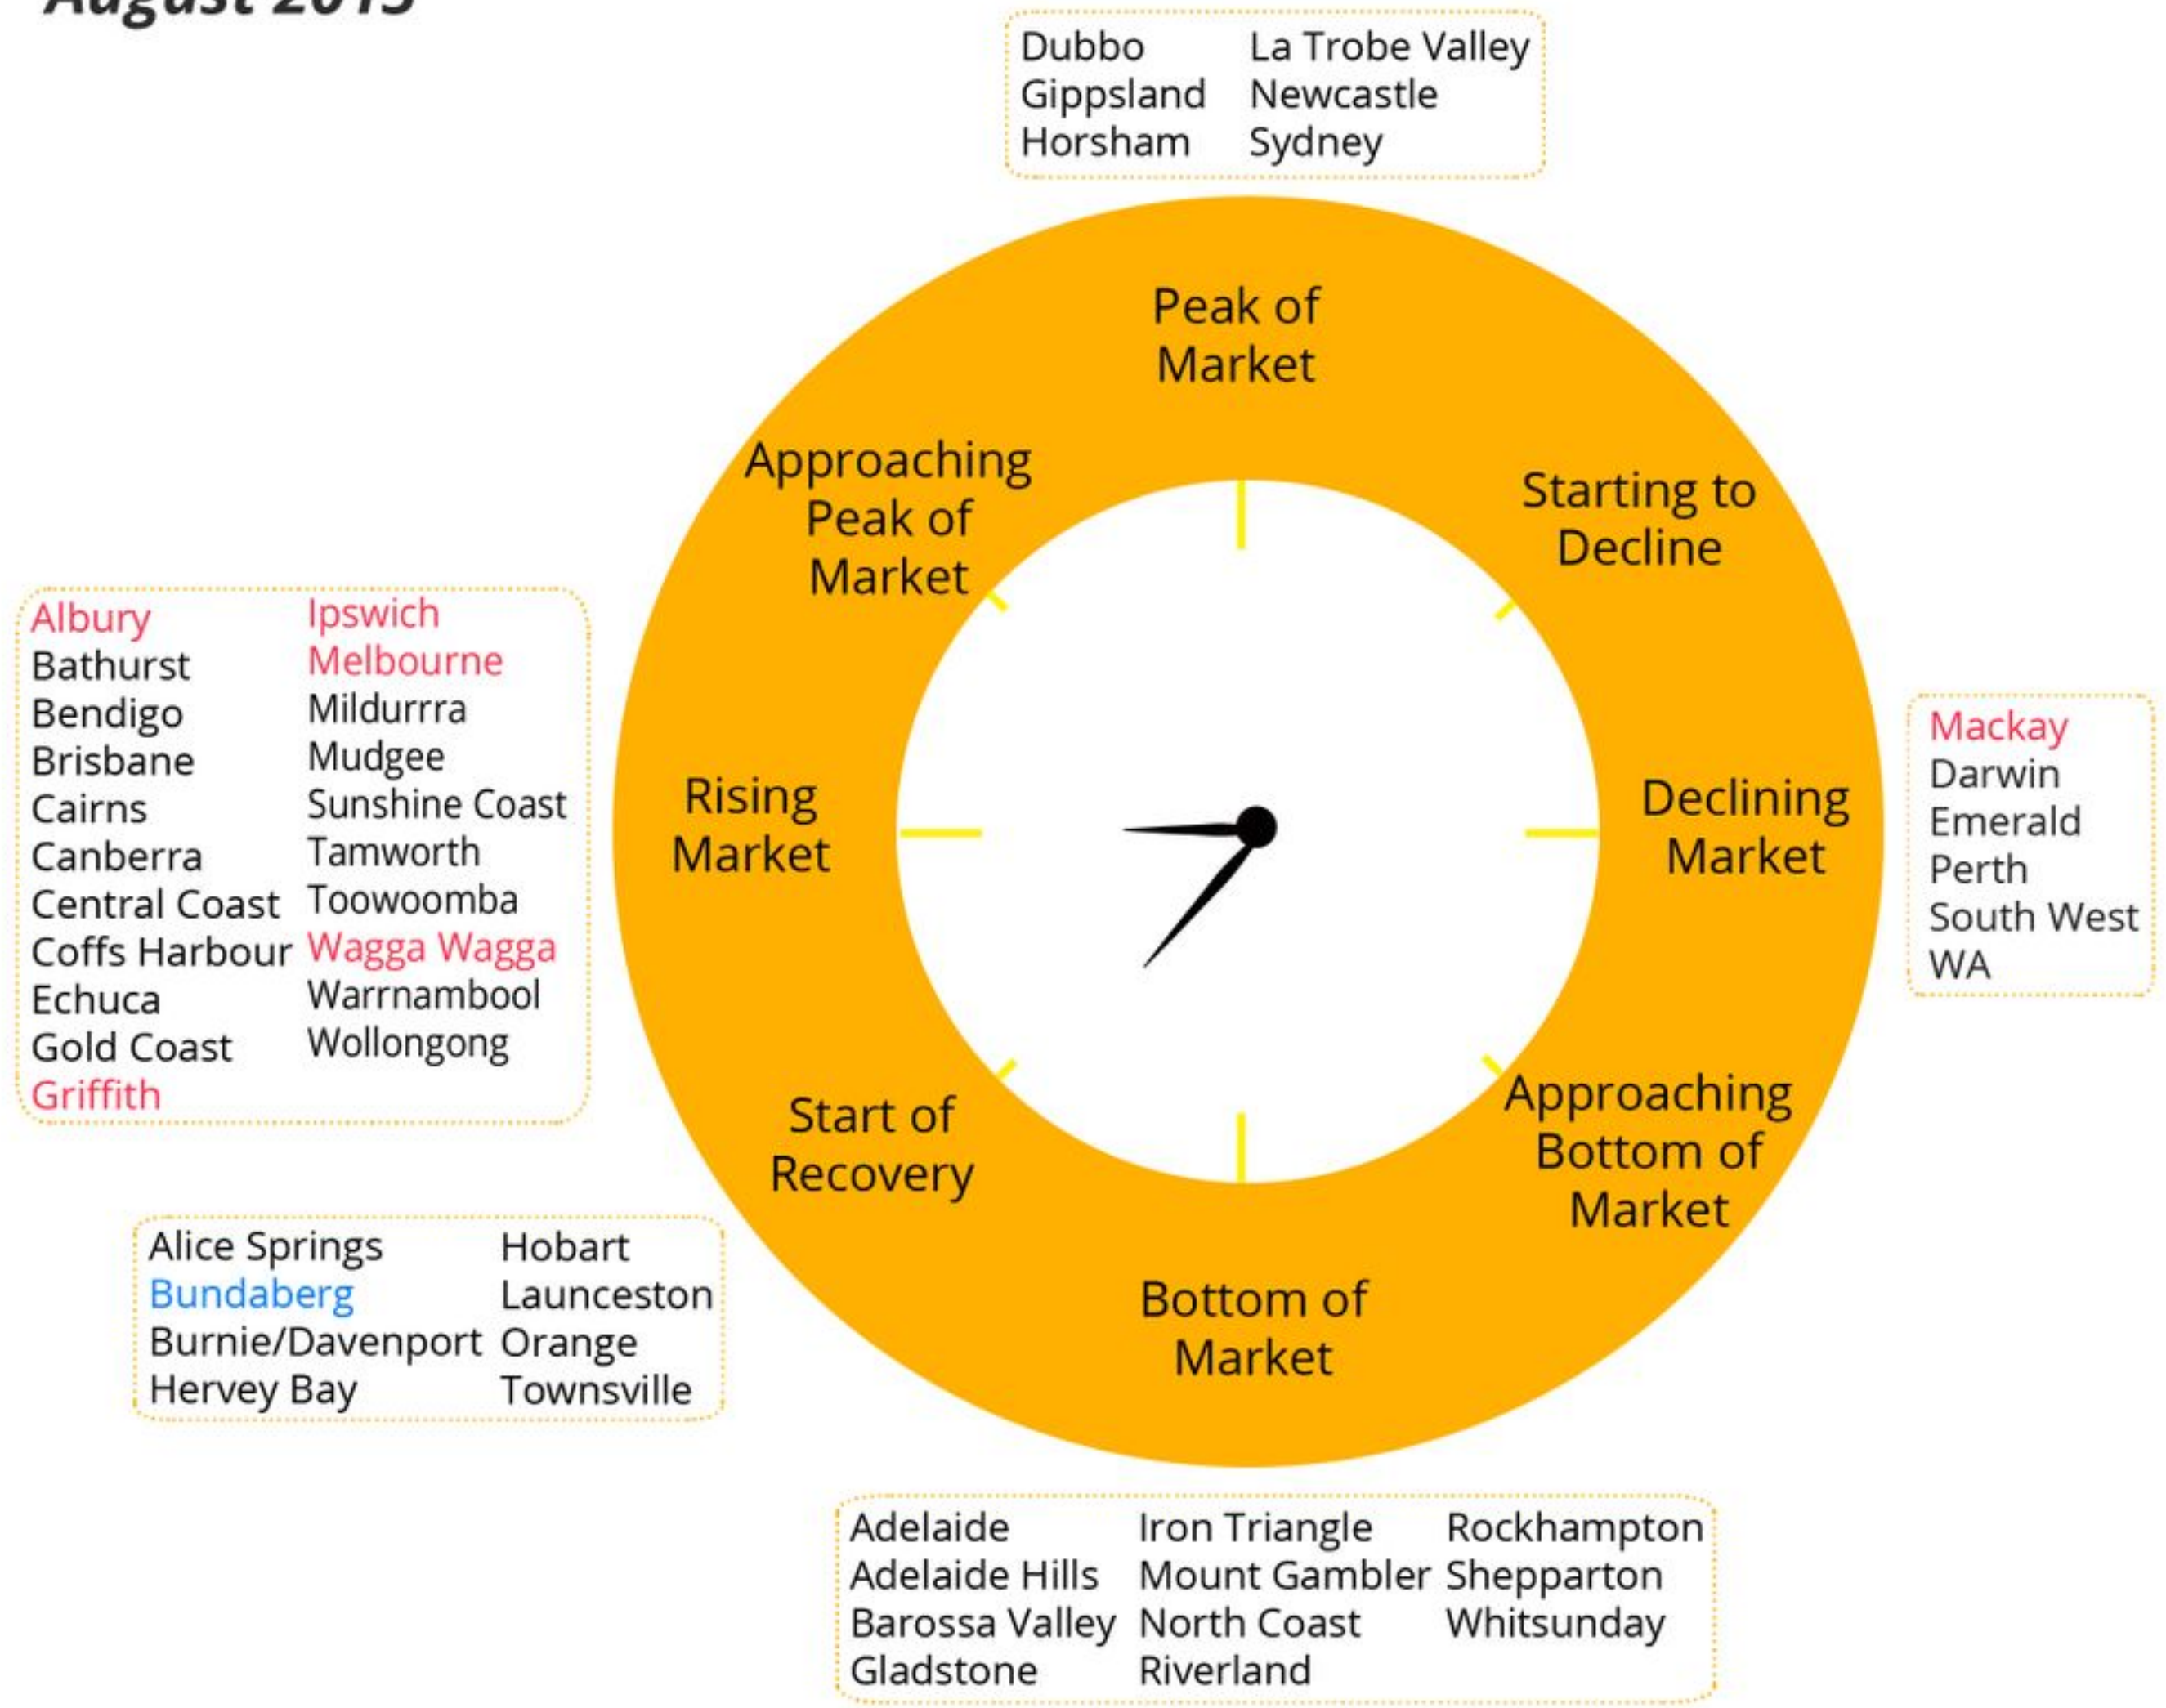 August 2015
Dubbo
Gippsland
Horsham
La Trobe Valley
Newcastle
Sydney
Peak of
Market
Approaching
Peak of
Market
Starting to
Decline
Albury
Bathurst
Bendigo
Brisbane
Cairns
Canberra
Central Coast
Coffs Harbour
Echuca
Gold Coast
Griffith
Ipswich
Melbourne
Mildurrra
Mudgee
Sunshine Coast
Tamworth
Toowoomba
Wagga Wagga
Warrnambool
Wollongong
Rising
Market
Declining
Market
Mackay
Darwin
Emerald
Perth
South West
WA
Start of
Recovery
Approaching
Bottom of
Market
Alice Springs
Bundaberg
Burnie/Davenport
Hervey Bay
Hobart
Launceston
Orange
Townsville
Bottom of
Market
Adelaide
Adelaide Hills
Barossa Valley
Gladstone
Iron Triangle
Mount Gambler
North Coast
Riverland
Rockhampton
Shepparton
Whitsunday